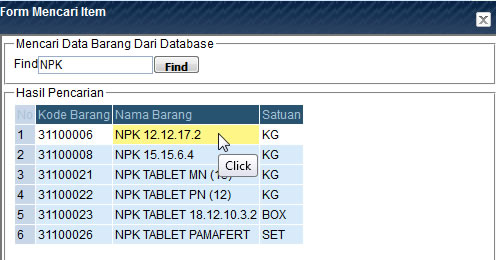 Form Mencari Item
Mencari Data Barang Dari Database
Find NPK Find
Hasil Pencarian
No Kode Barang Nama Barang Satuan
1 31100006 NPK 12.12.17.2 KG
2 31100008 NPK 15.15.6.4 KG
Click
3 31100021 NPK TABLET MN KG
4 31100022 NPK TABLET PN (12) KG
5 31100023 NPK TABLET 18.12.10.3.2 BOX
6 31100026 NPK TABLET PAMAFERT SET